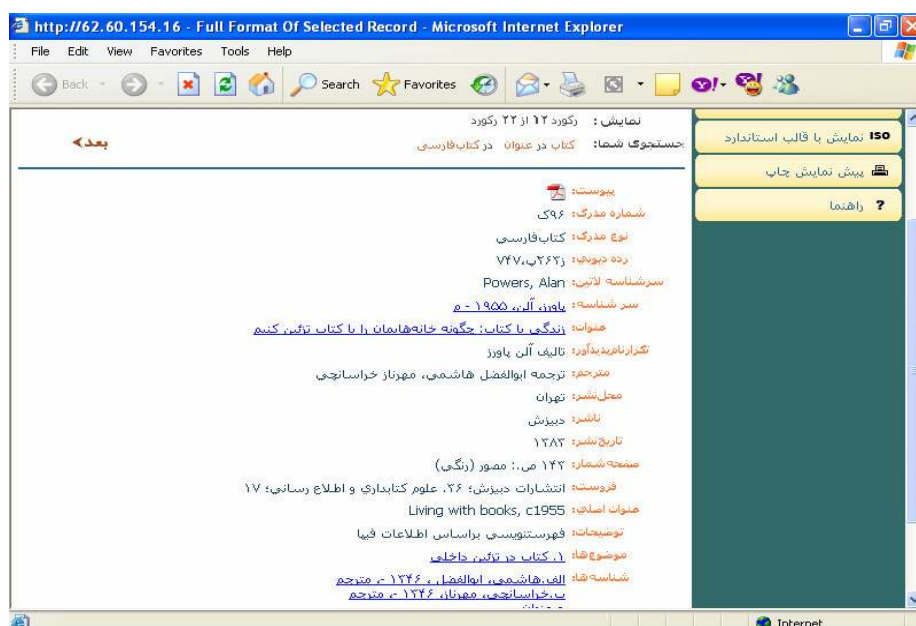 http://62.60.154.16 - Full Format Of Selected Record - Microsoft Internet Explorer
File Edit View Favorites Tools Help
Back Search Favorites
نمایش : رکورد ۱۲ از ۲۲ رکورد
جستجوی شما: کتاب در عنوان در کتاب‌فارسی
بعد
ISO نمایش با قالب استاندارد
پیش نمایش چاپ
? راهنما
پیوست:
شماره مدرک: ۹۶ک
نوع مدرک: کتاب‌فارسی
رده دیویی: ۷۴۷،پ۲۶۳ز
سرشناسه لاتین: Powers, Alan
سر شناسه: پاورز، آلن، ۱۹۵۵ - م
عنوان: زندگی با کتاب: چگونه خانه‌هایمان را با کتاب تزئین کنیم
تکرارنام‌پدیدآور: تالیف آلن پاورز
مترجم: ترجمه ابوالفضل هاشمی، مهرناز خراسانچی
محل‌نشر: تهران
ناشر: دبیزش
تاریخ‌نشر: ۱۳۸۳
صفحه‌شمار: ۱۴۳ ص.: مصور (رنگی)
فروست: انتشارات دبیزش؛ ۲۶. علوم کتابداری و اطلاع رسانی؛ ۱۷
عنوان اصلی: Living with books, c1955
توضیحات: فهرستنویسی براساس اطلاعات فیپا
موضوع‌ها: ۱. کتاب در تزئین داخلی
شناسه‌ها: الف.هاشمی، ابوالفضل ، ۱۳۴۶ -، مترجم
ب.خراسانچی، مهرناز، ۱۳۴۶ -، مترجم
Internet